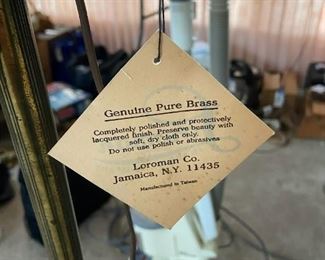 Genuine Pure Brass
Completely polished and protectively
lacquered finish. Preserve beauty with
soft, dry cloth only.
Do not use polish or abrasives
Loroman Co.
Jamaica, N.Y. 11435
Manufactured in Taiwan